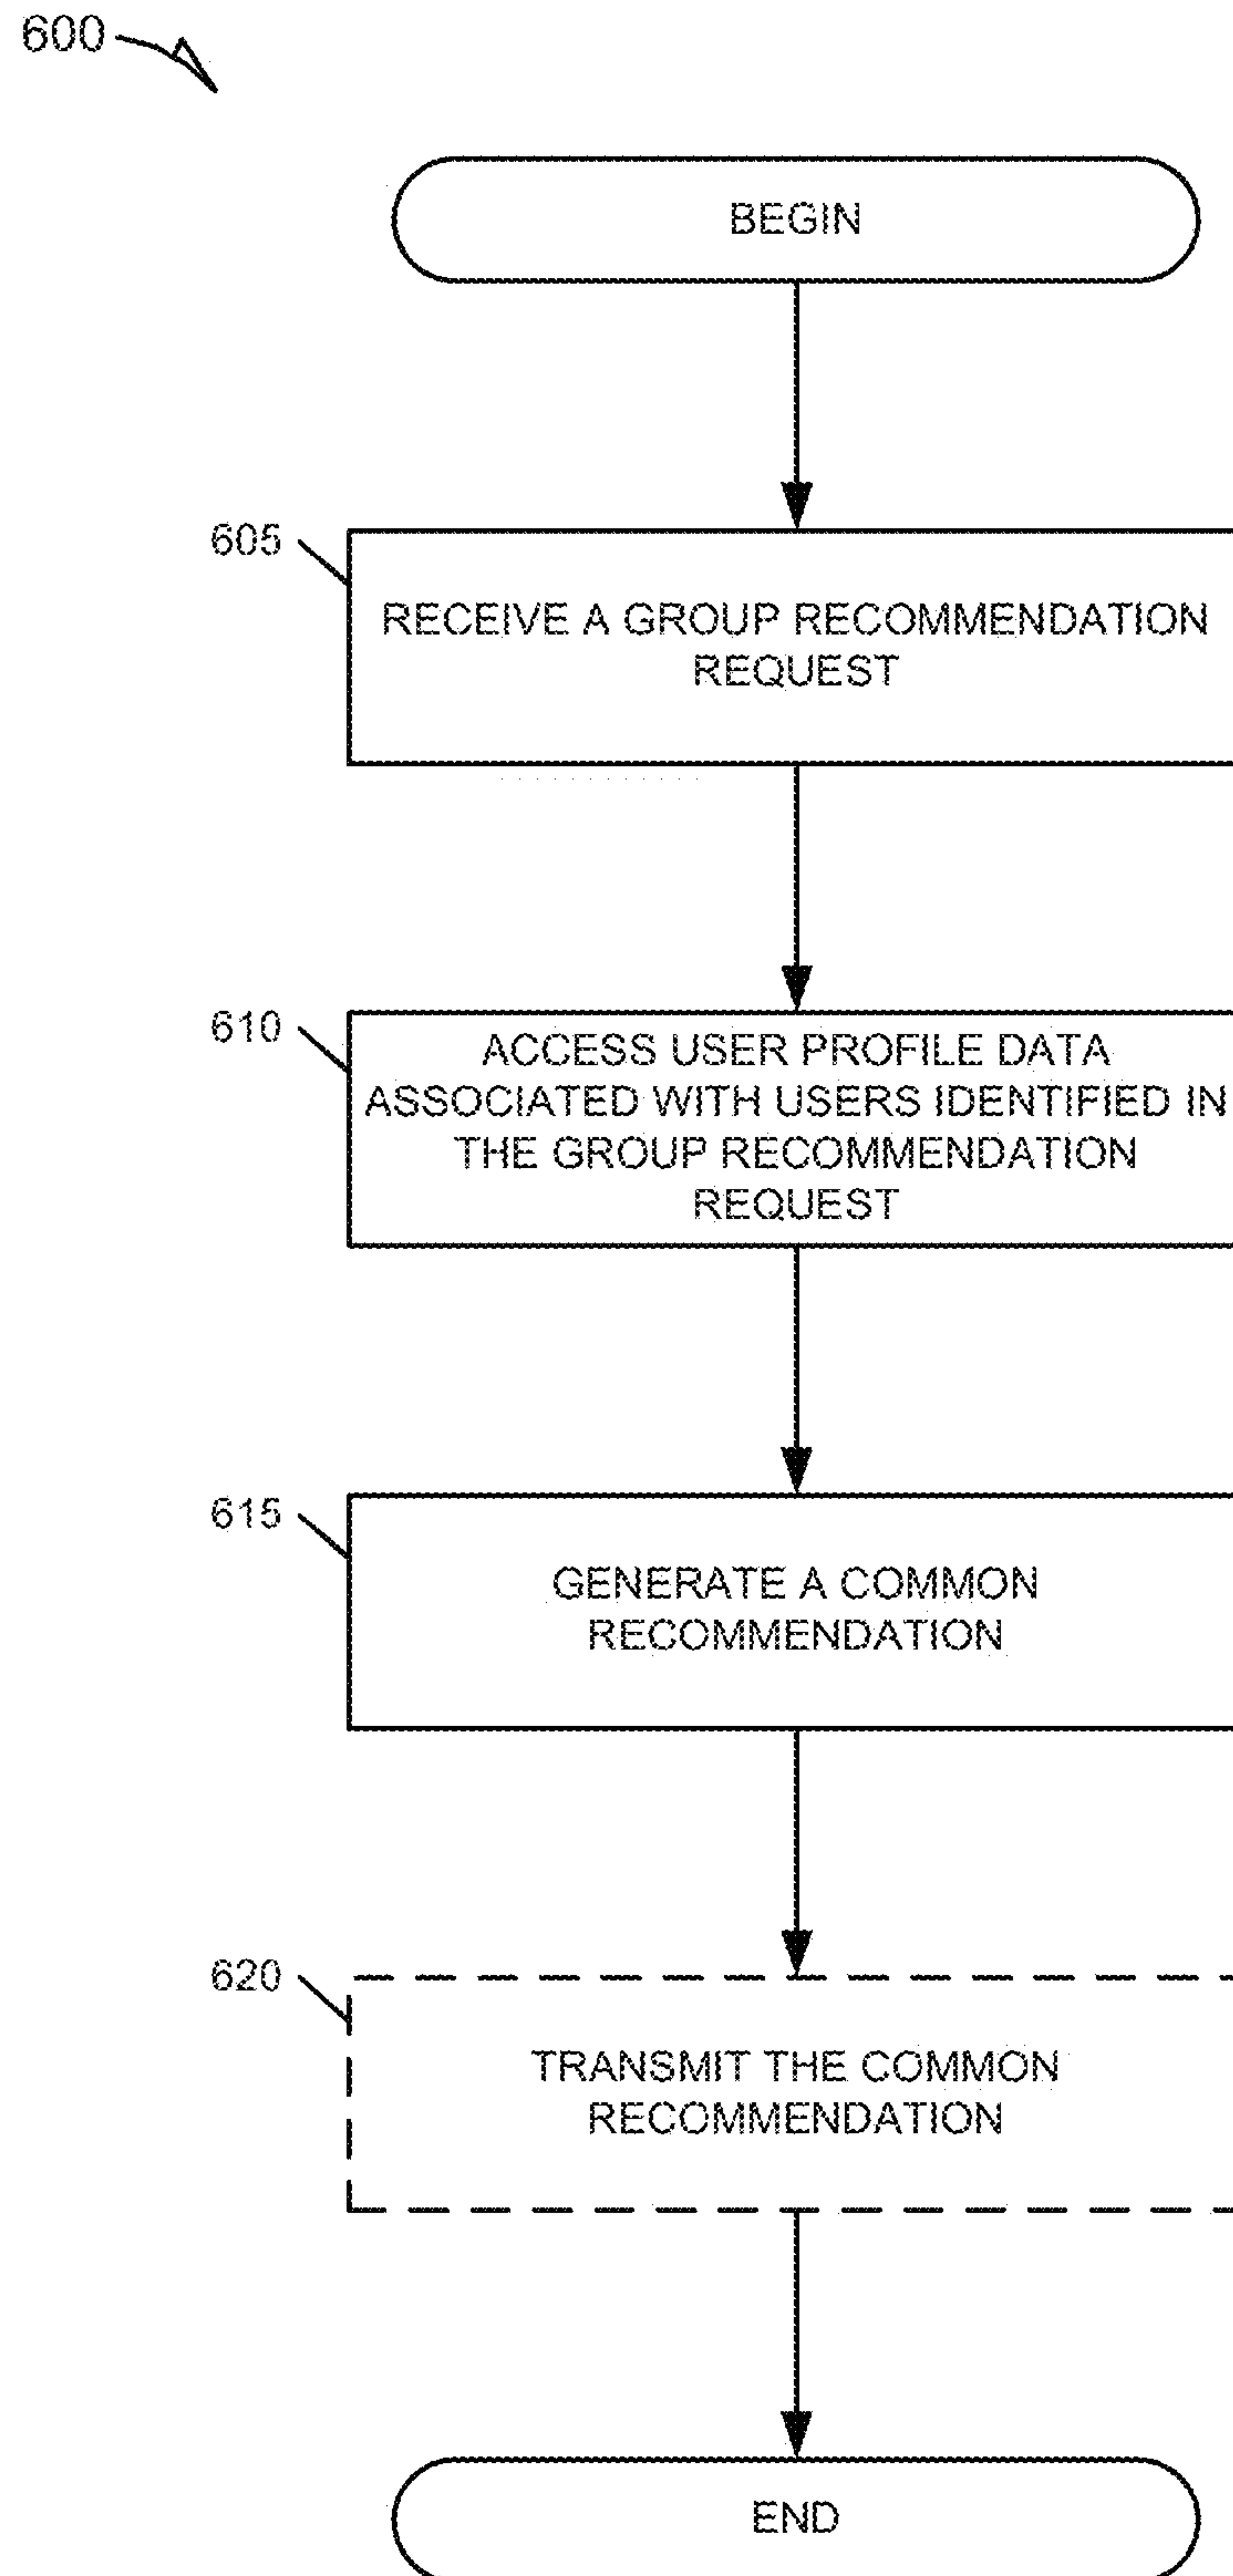 600
BEGIN
605
RECEIVE A GROUP RECOMMENDATION
REQUEST
610
ACCESS USER PROFILE DATA
ASSOCIATED WITH USERS IDENTIFIED IN
THE GROUP RECOMMENDATION
REQUEST
615
GENERATE A COMMON
RECOMMENDATION
620
TRANSMIT THE COMMON
RECOMMENDATION
END